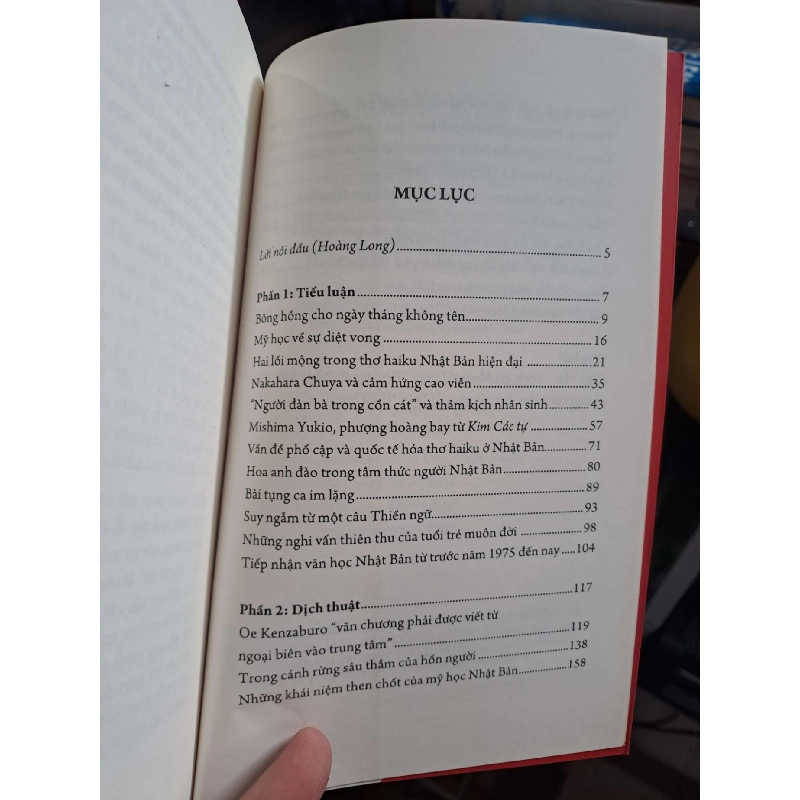 MỤC LỤC
Lời nói đầu (Hoàng Long) 5
Phần 1: Tiểu luận 7
Bông hồng cho ngày tháng không tên 9
Mỹ học về sự diệt vong 16
Hai lối mộng trong thơ haiku Nhật Bản hiện đại 21
Nakahara Chuya và cảm hứng cao viễn 35
“Người đàn bà trong cồn cát” và thảm kịch nhân sinh 43
Mishima Yukio, phượng hoàng bay từ Kim Các tự 57
Vấn đề phổ cập và quốc tế hóa thơ haiku ở Nhật Bản 71
Hoa anh đào trong tâm thức người Nhật Bản 80
Bài tụng ca im lặng 89
Suy ngẫm từ một câu Thiền ngữ 93
Những nghi vấn thiên thu của tuổi trẻ muôn đời 98
Tiếp nhận văn học Nhật Bản từ trước năm 1975 đến nay 104
Phần 2: Dịch thuật 117
Oe Kenzaburo “văn chương phải được viết từ
ngoại biên vào trung tâm” 119
Trong cánh rừng sâu thẳm của hồn người 138
Những khái niệm then chốt của mỹ học Nhật Bản 158